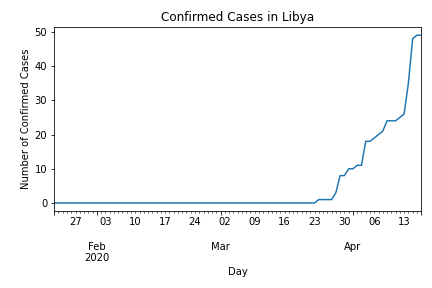 Confirmed Cases in Libya
50
40
30
20
10
0
Number of Confirmed Cases
27 03 10 17 24 02 09 16 23 30 06 13
Feb Mar Apr
2020
Day